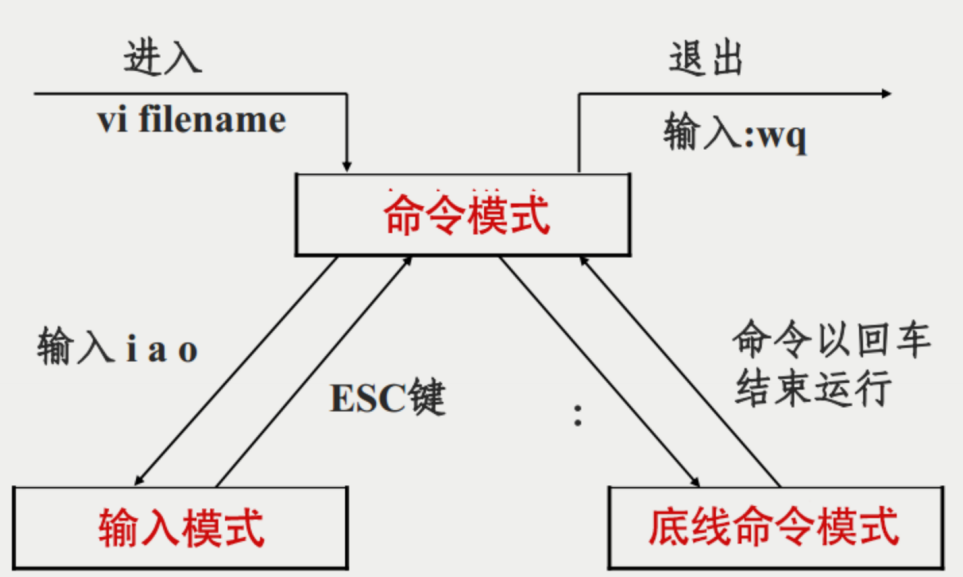 进入
vi filename
退出
输入:wq
命令模式
输入 i a o
ESC键
:
命令以回车
结束运行
输入模式
底线命令模式